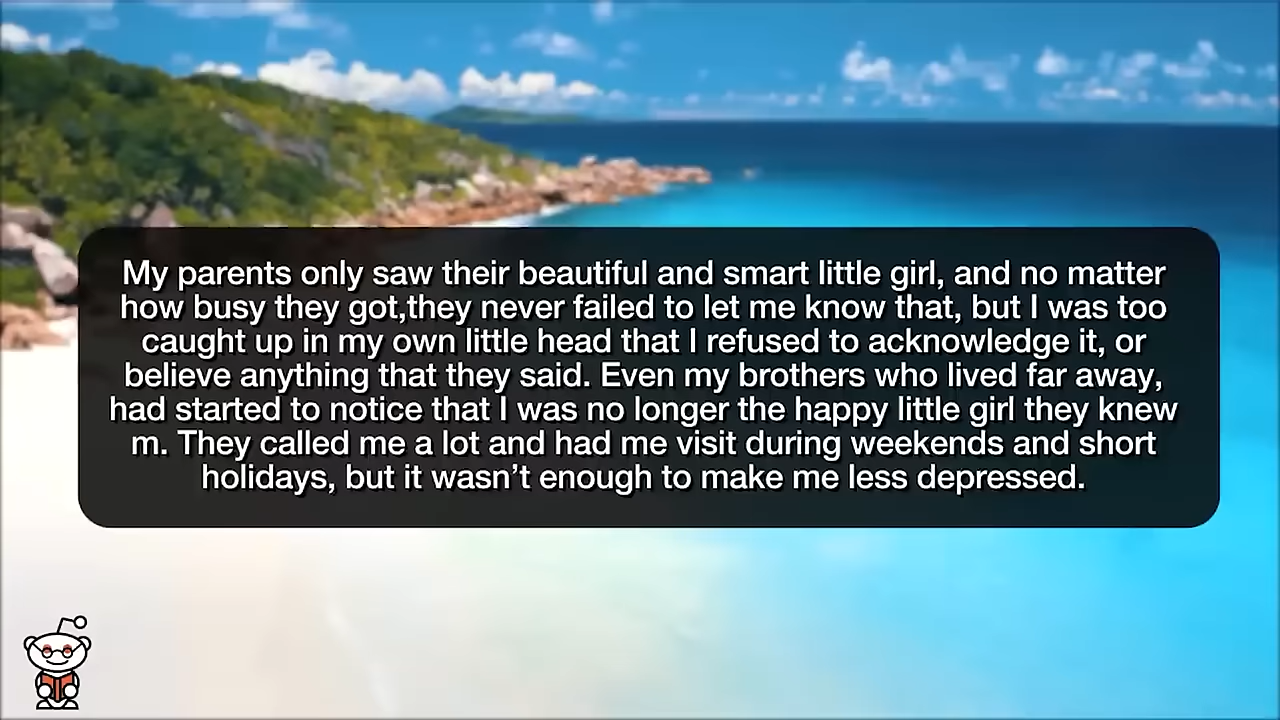 My parents only saw their beautiful and smart little girl, and no matter
how busy they got,they never failed to let me know that, but I was too
caught up in my own little head that I refused to acknowledge it, or
believe anything that they said. Even my brothers who lived far away,
had started to notice that I was no longer the happy little girl they knew
m. They called me a lot and had me visit during weekends and short
holidays, but it wasn’t enough to make me less depressed.